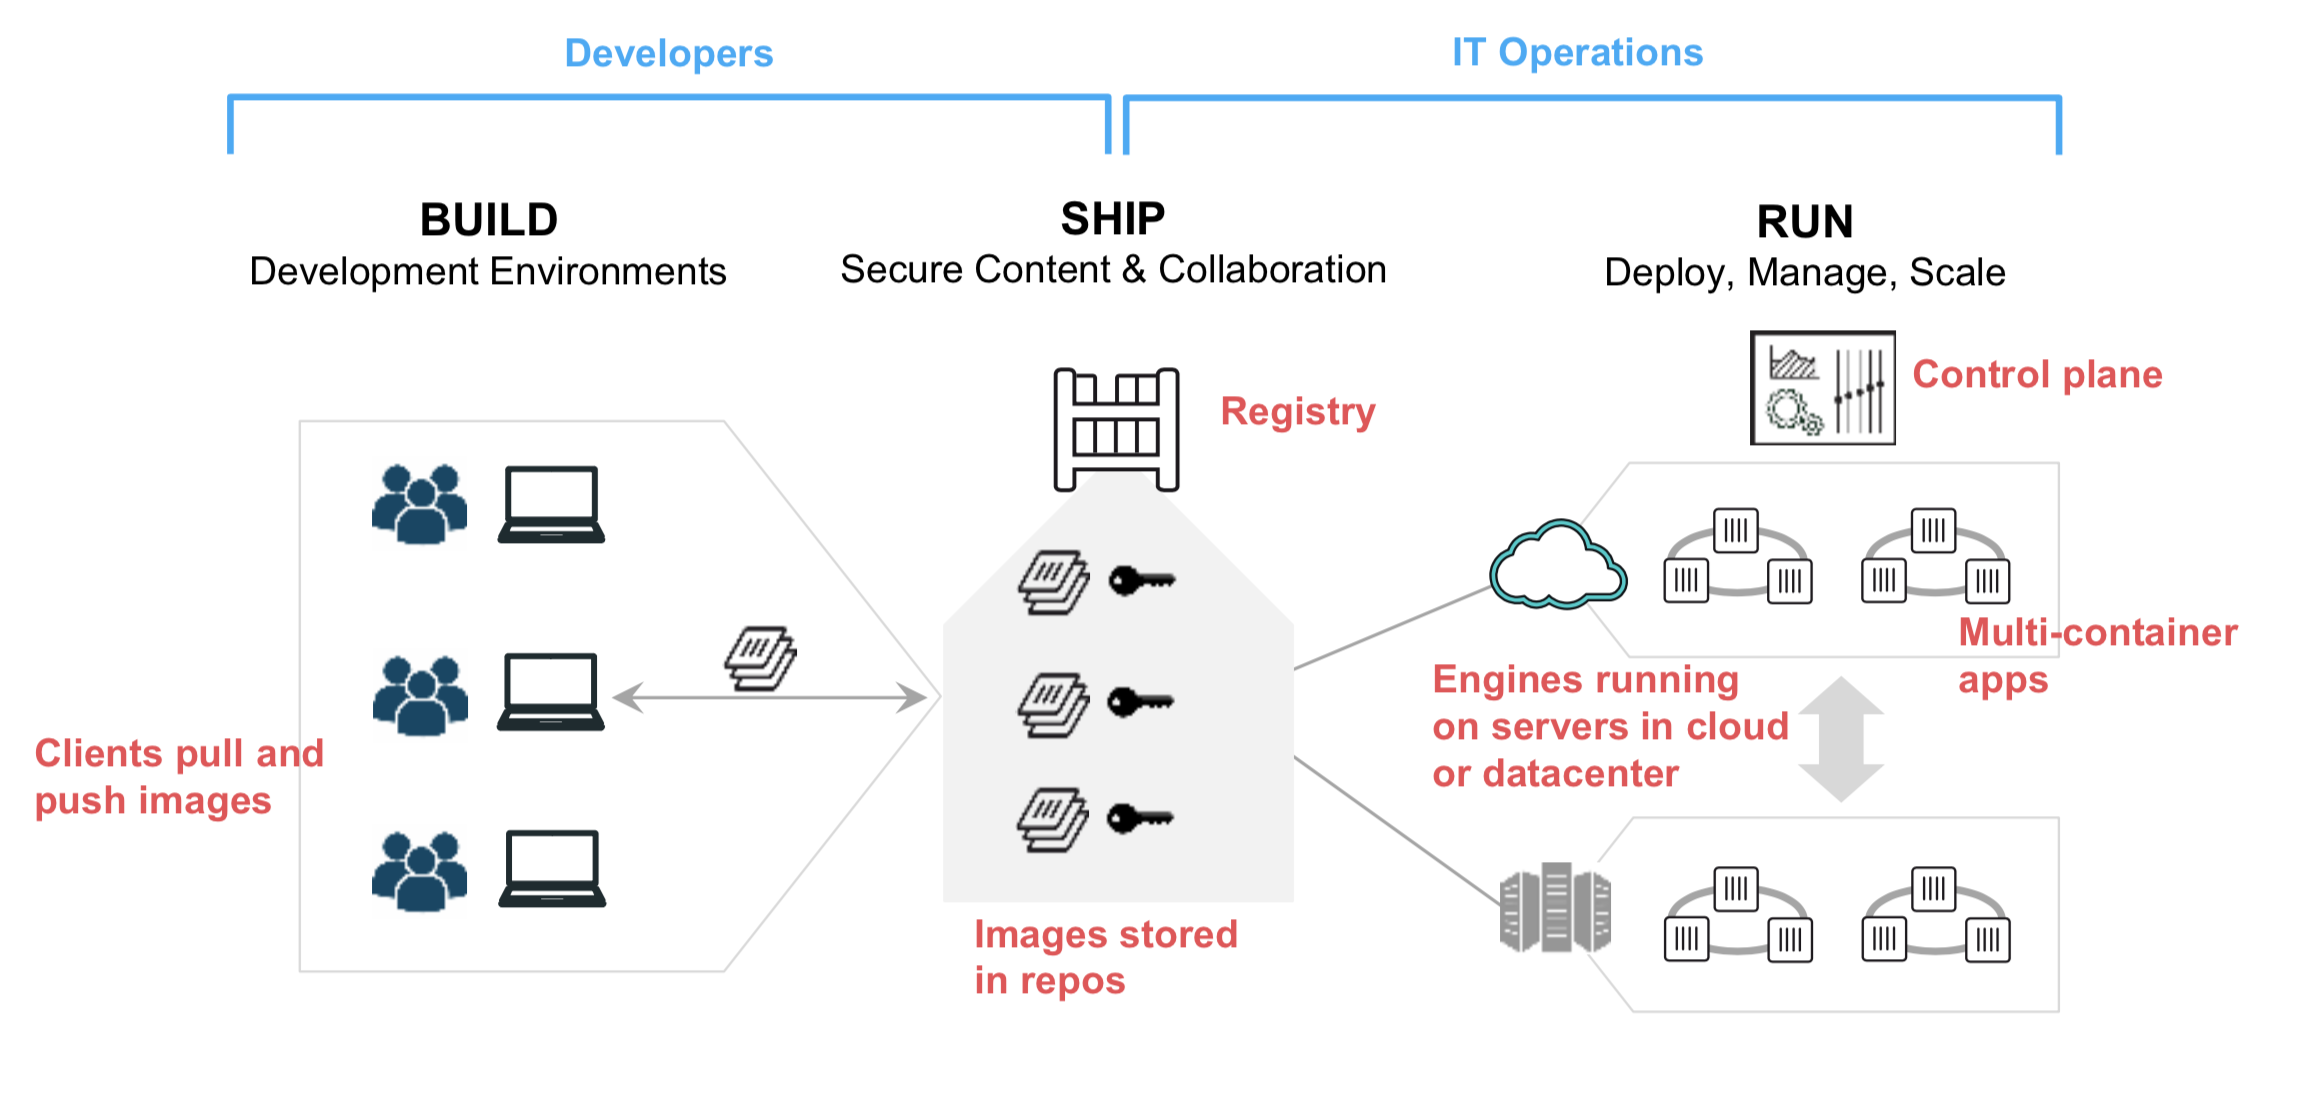 Developers
IT Operations
BUILD
Development Environments
SHIP
Secure Content & Collaboration
RUN
Deploy, Manage, Scale
Registry
Control plane
Clients pull and
push images
Images stored
in repos
Engines running
on servers in cloud
or datacenter
Multi-container
apps